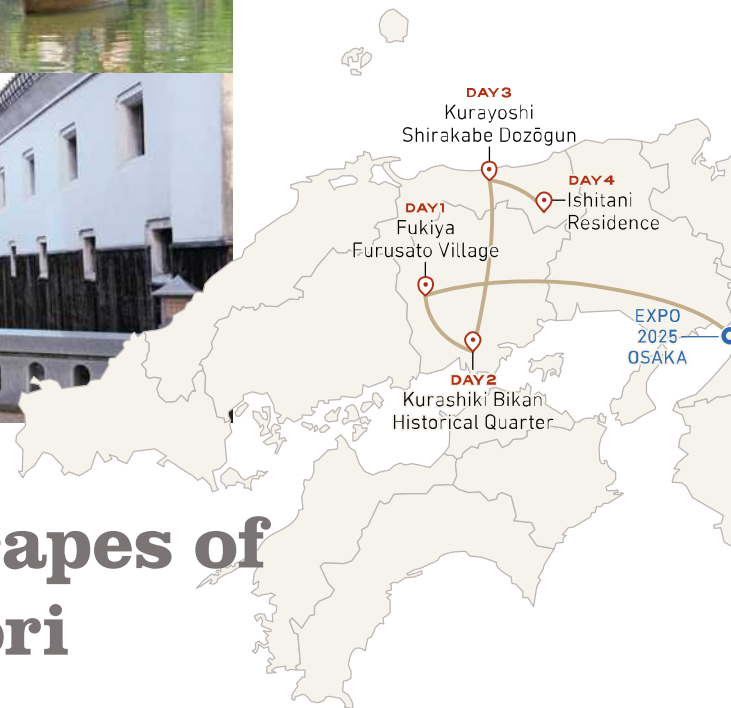 DAY3
Kurayoshi
Shirakabe Dozōgun
DAY4
Ishitani
Residence
DAY1
Fukiya
Furusato Village
EXPO
2025
OSAKA
DAY2
Kurashiki Bikan
Historical Quarter
apes of
ri